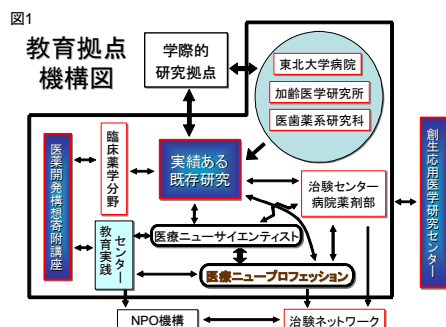 図1
教育拠点
機構図
学際的
研究拠点
東北大学病院
加齢医学研究所
医歯薬系研究科
医薬開発構想寄附講座
臨床薬学分野
実績ある
既存研究
治験センター
病院薬剤部
創生応用医学研究センター
教育実践
センター
医療ニューサイエンティスト
医療ニュープロフェッション
NPO機構
治験ネットワーク